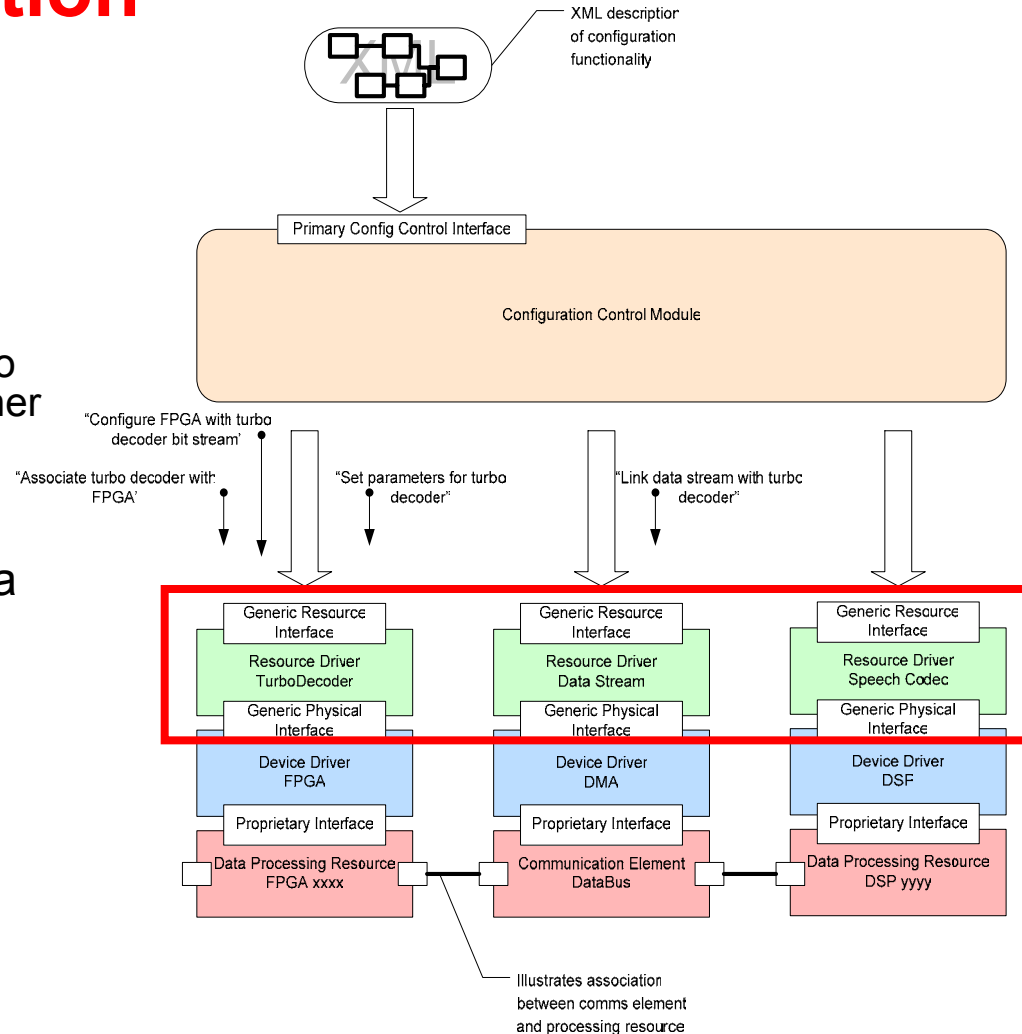 tion
XML description
of configuration
functionality
XML
Primary Config Control Interface
Configuration Control Module
o
ner
"Configure FPGA with turbo
decoder bit stream'
"Associate turbo decoder with
FPGA'
"Set parameters for turbo
decoder"
"Link data stream with turbo
decoder"
a
Generic Resource
Interface
Resource Driver
TurboDecoder
Generic Physical
Interface
Device Driver
FPGA
Proprietary Interface
Data Processing Resource
FPGA xxxx
Generic Resource
Interface
Resource Driver
Data Stream
Generic Physical
Interface
Device Driver
DMA
Proprietary Interface
Communication Element
DataBus
Generic Resource
Interface
Resource Driver
Speech Codec
Generic Physical
Interface
Device Driver
DSF
Proprietary Interface
Data Processing Resource
DSP yyyy
Illustrates association
between comms element
and processing resource